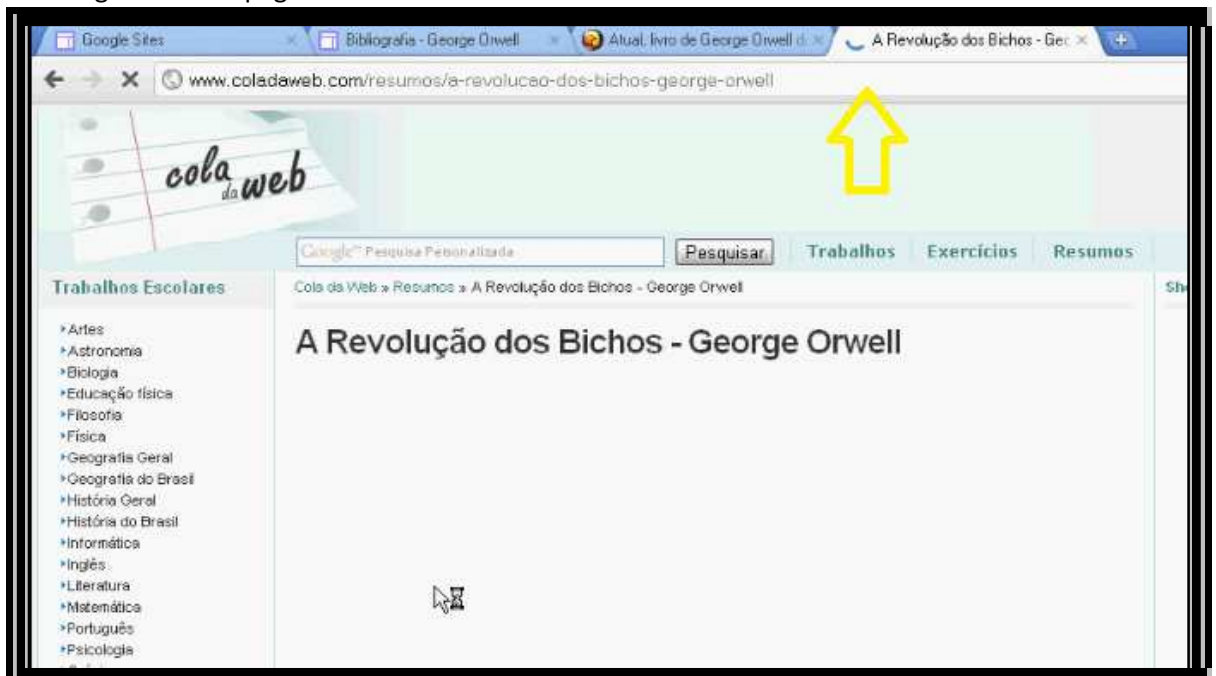 Google Sites
Bibliografia - George Orwell
Atual, livro de George Orwell d
A Revolução dos Bichos - Geo
www.coladaweb.com/resumos/a-revolucao-dos-bichos-george-orwell
cola
da web
Google™ Pesquisa Personalizada
Pesquisar
Trabalhos
Exercícios
Resumos
Trabalhos Escolares
Cola da Web » Resumos » A Revolução dos Bichos - George Orwell
Sh
A Revolução dos Bichos - George Orwell
Artes
Astronomia
Biologia
Educação física
Filosofia
Física
Geografia Geral
Geografia do Brasil
História Geral
História do Brasil
Informática
Inglês
Literatura
Matemática
Português
Psicologia